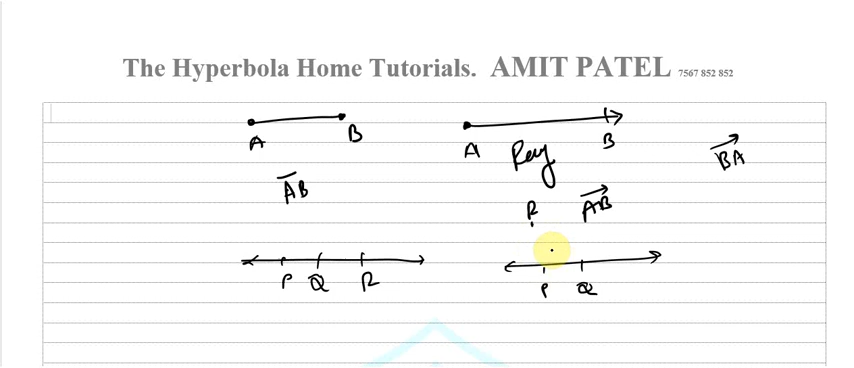 The Hyperbola Home Tutorials. AMIT PATEL 7567 852 852
A B
A B
Ray
BA
AB
AB
R
P Q R
P Q